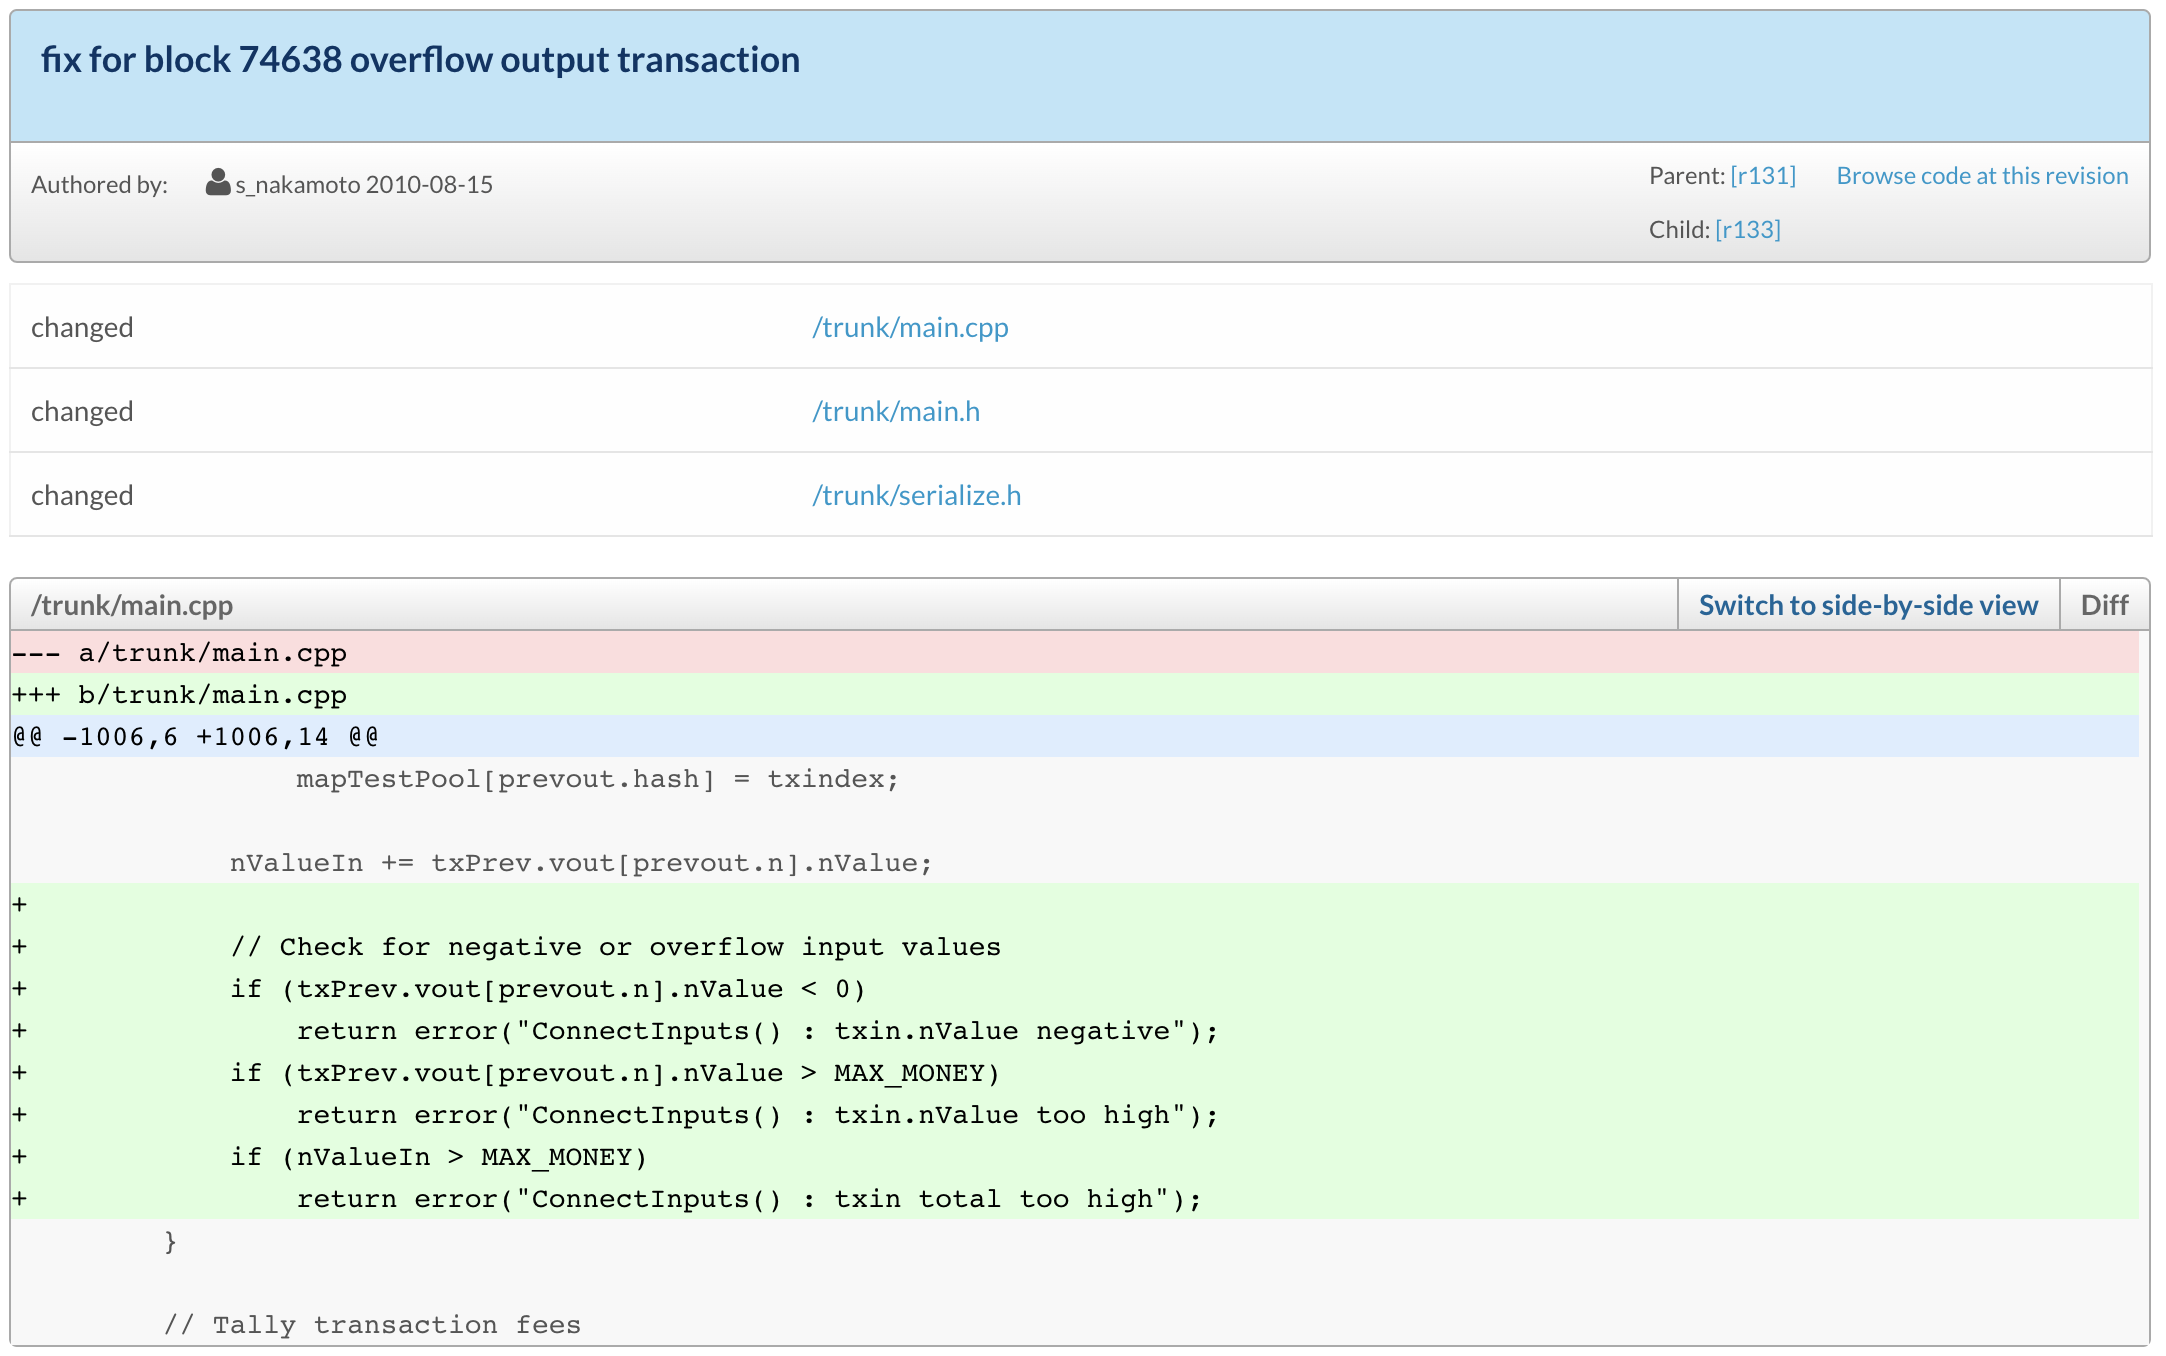 fix for block 74638 overflow output transaction
Authored by: s_nakamoto 2010-08-15
Parent: [r131] Browse code at this revision
Child: [r133]
changed /trunk/main.cpp
changed /trunk/main.h
changed /trunk/serialize.h
/trunk/main.cpp Switch to side-by-side view Diff
--- a/trunk/main.cpp
+++ b/trunk/main.cpp
@@ -1006,6 +1006,14 @@
                 mapTestPool[prevout.hash] = txindex;
             nValueIn += txPrev.vout[prevout.n].nValue;
+
+            // Check for negative or overflow input values
+            if (txPrev.vout[prevout.n].nValue < 0)
+                return error("ConnectInputs() : txin.nValue negative");
+            if (txPrev.vout[prevout.n].nValue > MAX_MONEY)
+                return error("ConnectInputs() : txin.nValue too high");
+            if (nValueIn > MAX_MONEY)
+                return error("ConnectInputs() : txin total too high");
         }
         // Tally transaction fees